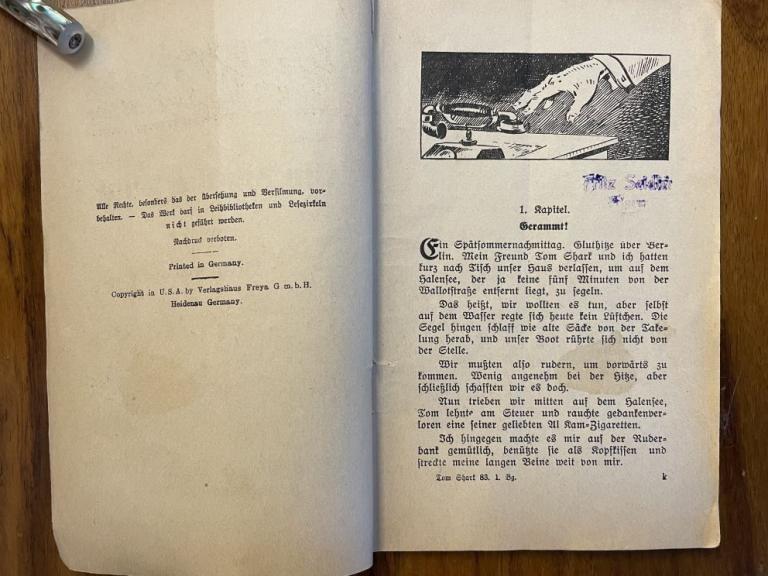 Alle Rechte, besonders das der Übersetzung und Verfilmung, vor-
behalten. — Das Werk darf in Leihbibliotheken und Lesezirkeln
nicht geführt werden.
Nachdruck verboten.
Printed in Germany.
Copyright in U.S.A. by Verlagshaus Freya G m. b. H.
Heidenau Germany.
Fritz
1. Kapitel.
Gerammt!
Ein Spätsommernachmittag. Gluthitze über Ber-
lin. Mein Freund Tom Shark und ich hatten
kurz nach Tisch unser Haus verlassen, um auf dem
Halensee, der ja keine fünf Minuten von der
Wallotstraße entfernt liegt, zu segeln.
Das heißt, wir wollten es tun, aber selbst
auf dem Wasser regte sich heute kein Lüftchen. Die
Segel hingen schlaff wie alte Säcke von der Take-
lung herab, und unser Boot rührte sich nicht von
der Stelle.
Wir mußten also rudern, um vorwärts zu
kommen. Wenig angenehm bei der Hitze, aber
schließlich schafften wir es doch.
Nun trieben wir mitten auf dem Halensee,
Tom lehnte am Steuer und rauchte gedankenver-
loren eine seiner geliebten Al Kam-Zigaretten.
Ich hingegen machte es mir auf der Ruder-
bank gemütlich, benützte sie als Kopfkissen und
streckte meine langen Beine weit von mir.
Tom Shark 83. 1. Bg. k